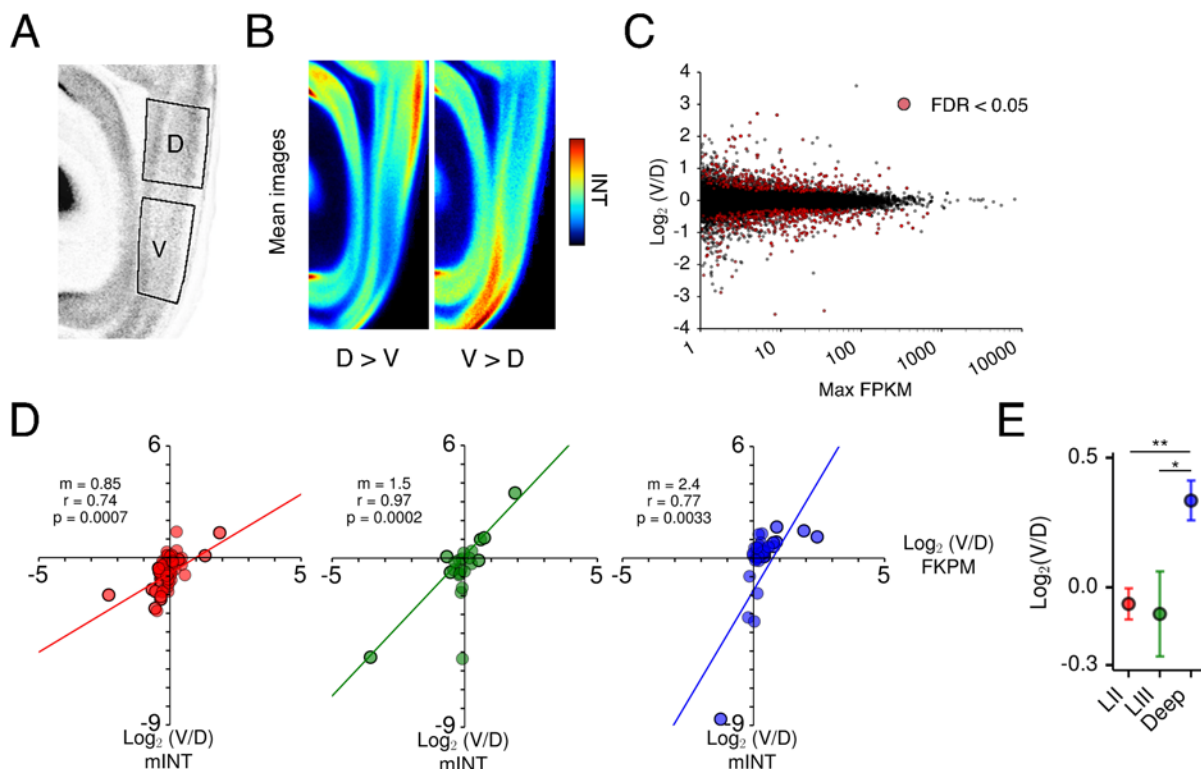 A
D
V
B
Mean images
INT
D > V
V > D
C
FDR < 0.05
Log₂ (V/D)
4
3
2
1
0
-1
-2
-3
-4
1
10
100
1000
10000
Max FPKM
D
m = 0.85
r = 0.74
p = 0.0007
6
-5
5
-9
Log₂ (V/D)
mINT
m = 1.5
r = 0.97
p = 0.0002
6
-5
5
-9
Log₂ (V/D)
mINT
m = 2.4
r = 0.77
p = 0.0033
6
-5
5
-9
Log₂ (V/D)
mINT
Log₂ (V/D)
FKPM
E
**
*
Log₂(V/D)
0.5
0.0
-0.3
LII
LIII
Deep